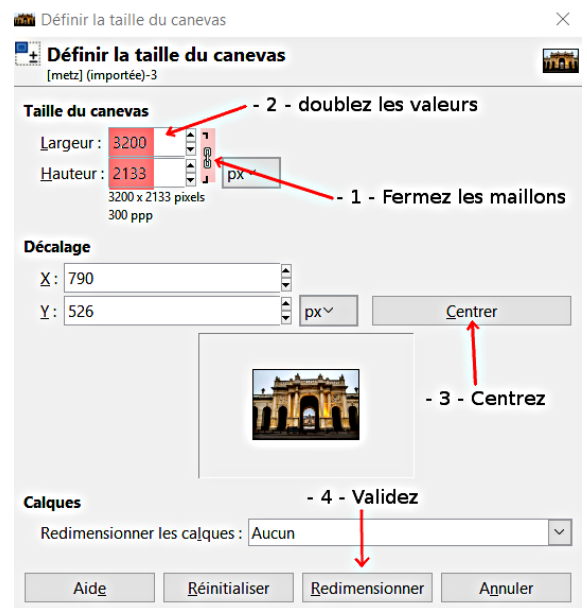 Définir la taille du canevas
Définir la taille du canevas
[metz] (importée)-3
Taille du canevas
- 2 - doublez les valeurs
Largeur : 3200
Hauteur : 2133 px
- 1 - Fermez les maillons
3200 x 2133 pixels
300 ppp
Décalage
X : 790
Y : 526 px Centrer
- 3 - Centrez
Calques
- 4 - Validez
Redimensionner les calques : Aucun
Aide Réinitialiser Redimensionner Annuler